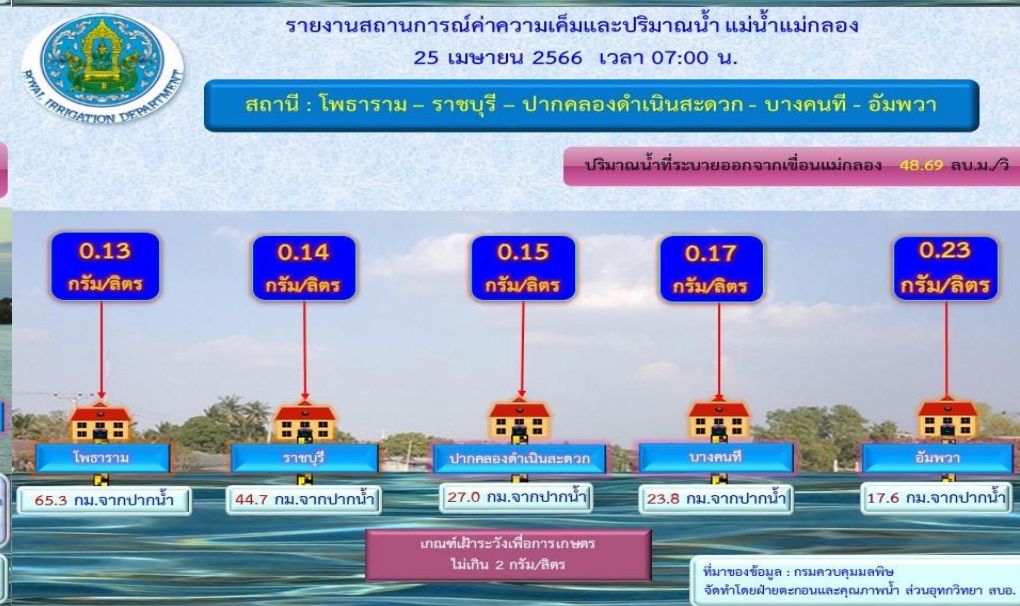 รายงานสถานการณ์ค่าความเค็มและปริมาณน้ำ แม่น้ำแม่กลอง
25 เมษายน 2566 เวลา 07:00 น.
ROYAL IRRIGATION DEPARTMENT
สถานี : โพธาราม – ราชบุรี – ปากคลองดำเนินสะดวก - บางคนที - อัมพวา
ปริมาณน้ำที่ระบายออกจากเขื่อนแม่กลอง 48.69 ลบ.ม./วิ
0.13 0.14 0.15 0.17 0.23
กรัม/ลิตร กรัม/ลิตร กรัม/ลิตร กรัม/ลิตร กรัม/ลิตร
โพธาราม ราชบุรี ปากคลองดำเนินสะดวก บางคนที อัมพวา
65.3 กม.จากปากน้ำ 44.7 กม.จากปากน้ำ 27.0 กม.จากปากน้ำ 23.8 กม.จากปากน้ำ 17.6 กม.จากปากน้ำ
เกณฑ์เฝ้าระวังเพื่อการเกษตร
ไม่เกิน 2 กรัม/ลิตร
ที่มาของข้อมูล : กรมควบคุมมลพิษ
จัดทำโดยฝ่ายตะกอนและคุณภาพน้ำ ส่วนอุทกวิทยา สบอ.